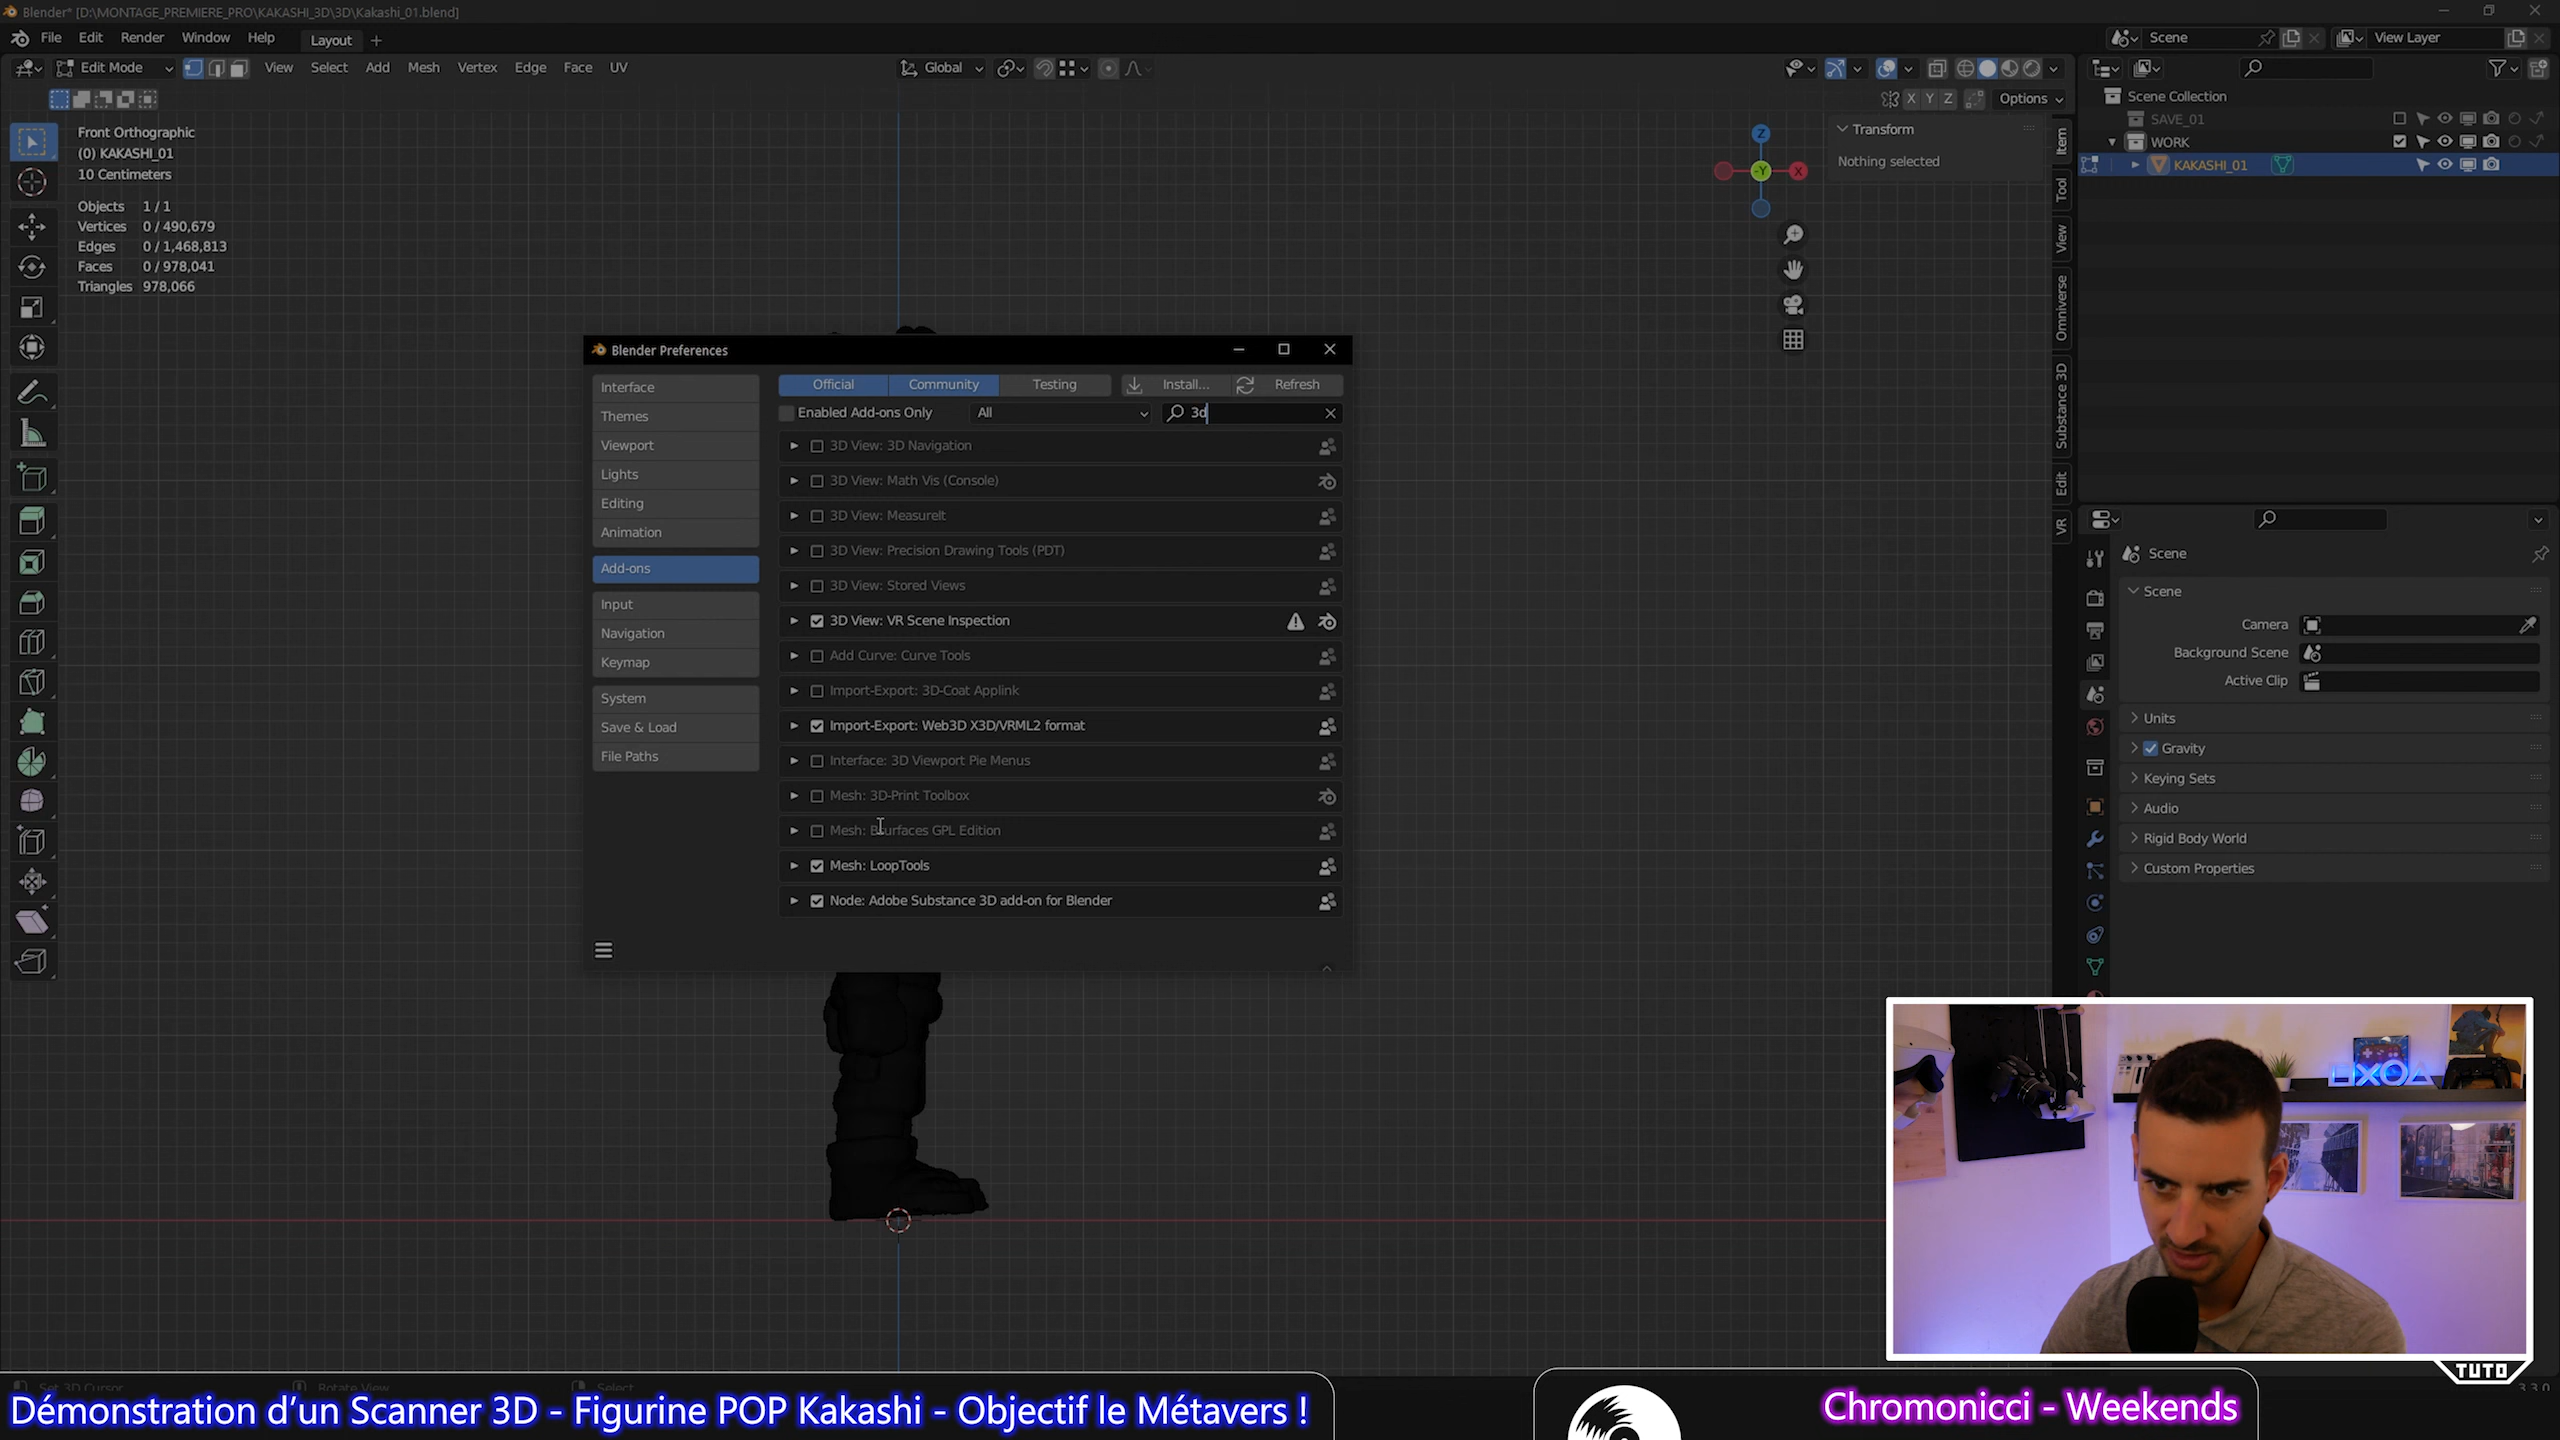 Blender* [D:\MONTAGE_PREMIERE_PRO\KAKASHI_3D\3D\Kakashi_01.blend]
File Edit Render Window Help Layout +
Scene
View Layer
Edit Mode View Select Add Mesh Vertex Edge Face UV
Global
X Y Z Options
Front Orthographic
(0) KAKASHI_01
10 Centimeters
Objects 1 / 1
Vertices 0 / 490,679
Edges 0 / 1,468,813
Faces 0 / 978,041
Triangles 978,066
Z
-Y
X
Transform
Nothing selected
Item
Tool
View
Omniverse
Substance 3D
Edit
VR
Scene Collection
SAVE_01
WORK
KAKASHI_01
Blender Preferences
Interface
Themes
Viewport
Lights
Editing
Animation
Add-ons
Input
Navigation
Keymap
System
Save & Load
File Paths
Official Community Testing Install... Refresh
Enabled Add-ons Only All 3d
3D View: 3D Navigation
3D View: Math Vis (Console)
3D View: MeasureIt
3D View: Precision Drawing Tools (PDT)
3D View: Stored Views
3D View: VR Scene Inspection
Add Curve: Curve Tools
Import-Export: 3D-Coat Applink
Import-Export: Web3D X3D/VRML2 format
Interface: 3D Viewport Pie Menus
Mesh: 3D-Print Toolbox
Mesh: Bsurfaces GPL Edition
Mesh: LoopTools
Node: Adobe Substance 3D add-on for Blender
Scene
Scene
Camera
Background Scene
Active Clip
Units
Gravity
Keying Sets
Audio
Rigid Body World
Custom Properties
TUTO
Set 3D Cursor Rotate View Select
3.3.0
Démonstration d'un Scanner 3D - Figurine POP Kakashi - Objectif le Métavers !
Chromonicci - Weekends